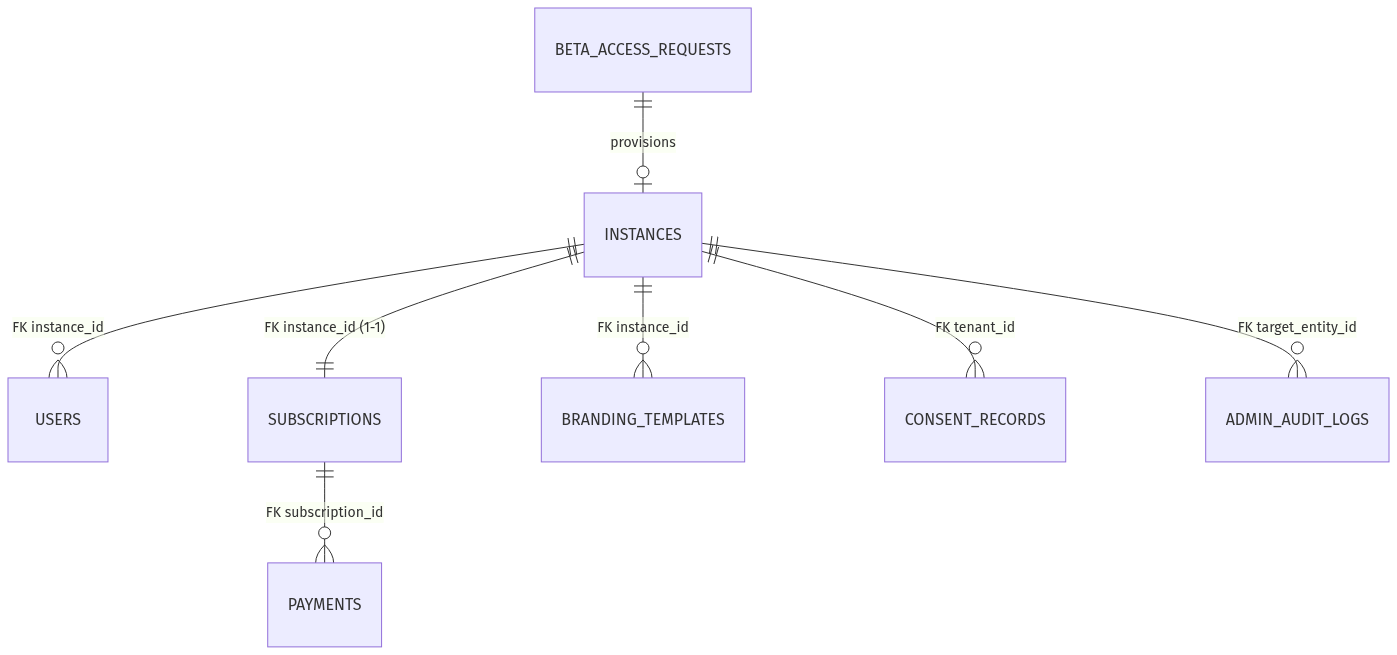 BETA_ACCESS_REQUESTS
provisions
INSTANCES
FK instance_id
FK instance_id (1-1)
FK instance_id
FK tenant_id
FK target_entity_id
USERS
SUBSCRIPTIONS
BRANDING_TEMPLATES
CONSENT_RECORDS
ADMIN_AUDIT_LOGS
FK subscription_id
PAYMENTS